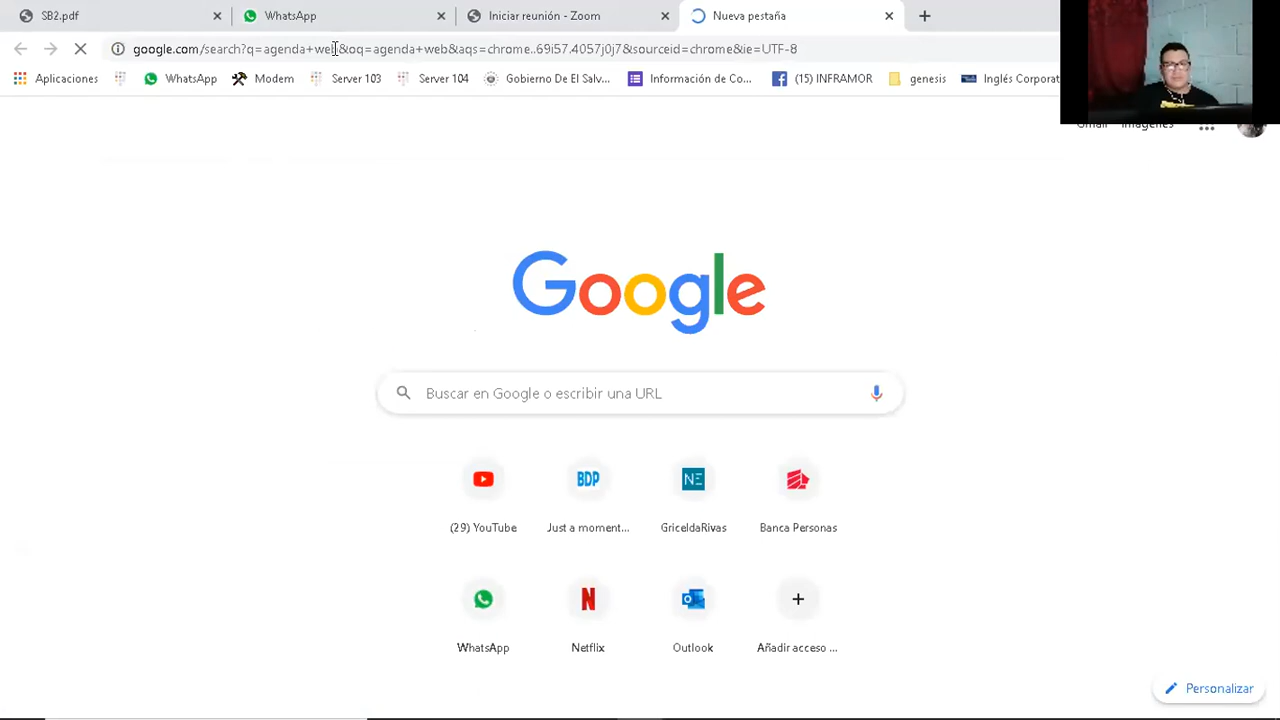 SB2.pdf
WhatsApp
Iniciar reunión - Zoom
Nueva pestaña
google.com/search?q=agenda+web&oq=agenda+web&aqs=chrome..69i57.4057j0j7&sourceid=chrome&ie=UTF-8
Aplicaciones
WhatsApp
Modem
Server 103
Server 104
Gobierno De El Salv...
Información de Co...
(15) INFRAMOR
genesis
Inglés Corporat
Gmail
Imágenes
Google
Buscar en Google o escribir una URL
BDP
NE
(29) YouTube
Just a moment...
GriceldaRivas
Banca Personas
N
WhatsApp
Netflix
Outlook
Añadir acceso ...
Personalizar